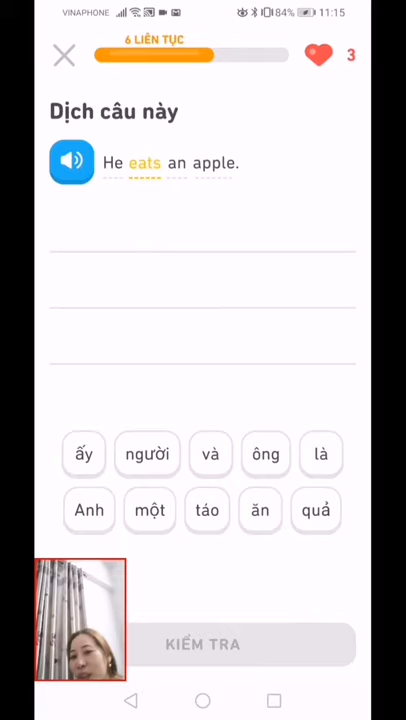 VINAPHONE 84% 11:15
6 LIÊN TỤC
3
Dịch câu này
He eats an apple.
ấy người và ông là
Anh một táo ăn quả
KIỂM TRA